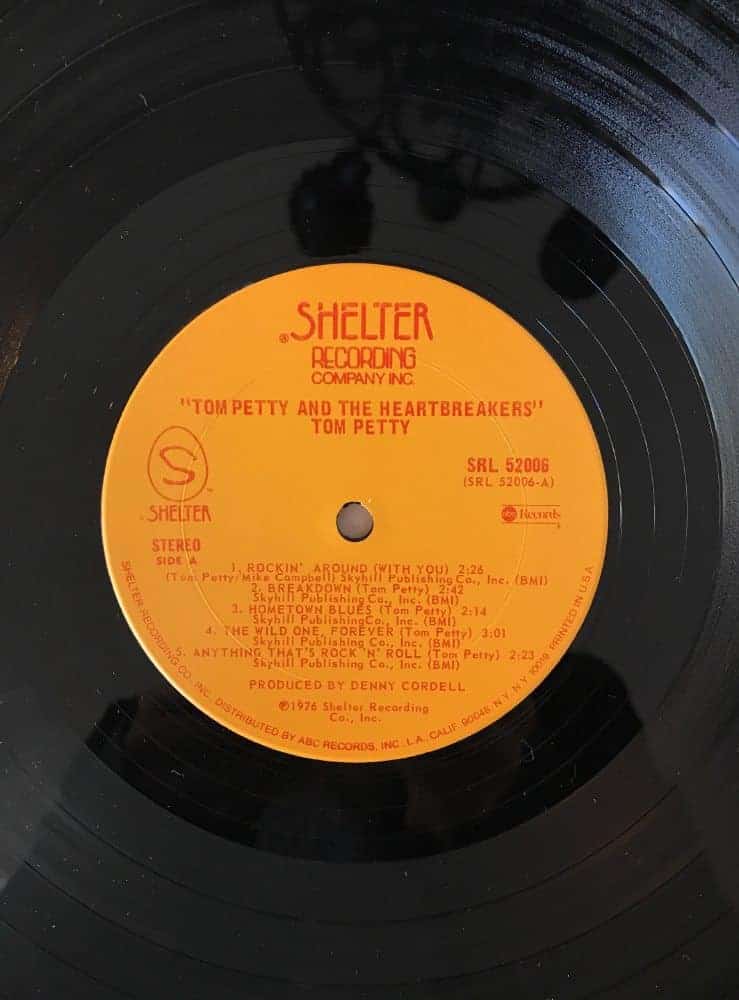 ® SHELTER
RECORDING
COMPANY INC.
"TOM PETTY AND THE HEARTBREAKERS"
TOM PETTY
S
SHELTER
SRL 52006
(SRL 52006-A)
abc Records
STEREO
SIDE A
1. ROCKIN' AROUND (WITH YOU) 2:26
(Tom Petty/Mike Campbell) Skyhill Publishing Co., Inc. (BMI)
2. BREAKDOWN (Tom Petty) 2:42
Skyhill Publishing Co., Inc. (BMI)
3. HOMETOWN BLUES (Tom Petty) 2:14
Skyhill Publishing Co., Inc. (BMI)
4. THE WILD ONE, FOREVER (Tom Petty) 3:01
Skyhill Publishing Co., Inc. (BMI)
5. ANYTHING THAT'S ROCK 'N' ROLL (Tom Petty) 2:23
Skyhill Publishing Co., Inc. (BMI)
PRODUCED BY DENNY CORDELL
℗1976 Shelter Recording
Co., Inc.
SHELTER RECORDING CO., INC. DISTRIBUTED BY ABC RECORDS, INC. L.A., CALIF. 90048, N.Y., N.Y. 10019 PRINTED IN U.S.A.